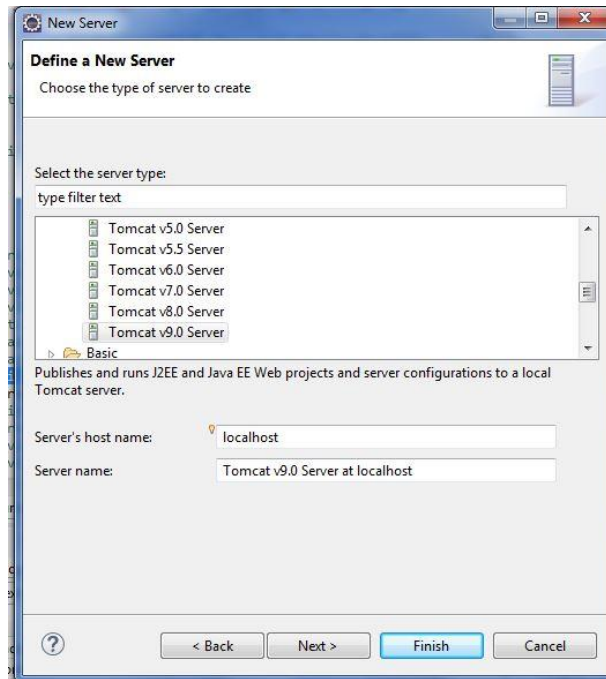 New Server
Define a New Server
Choose the type of server to create
Select the server type:
type filter text
Tomcat v5.0 Server
Tomcat v5.5 Server
Tomcat v6.0 Server
Tomcat v7.0 Server
Tomcat v8.0 Server
Tomcat v9.0 Server
Basic
Publishes and runs J2EE and Java EE Web projects and server configurations to a local
Tomcat server.
Server's host name: localhost
Server name: Tomcat v9.0 Server at localhost
? < Back Next > Finish Cancel